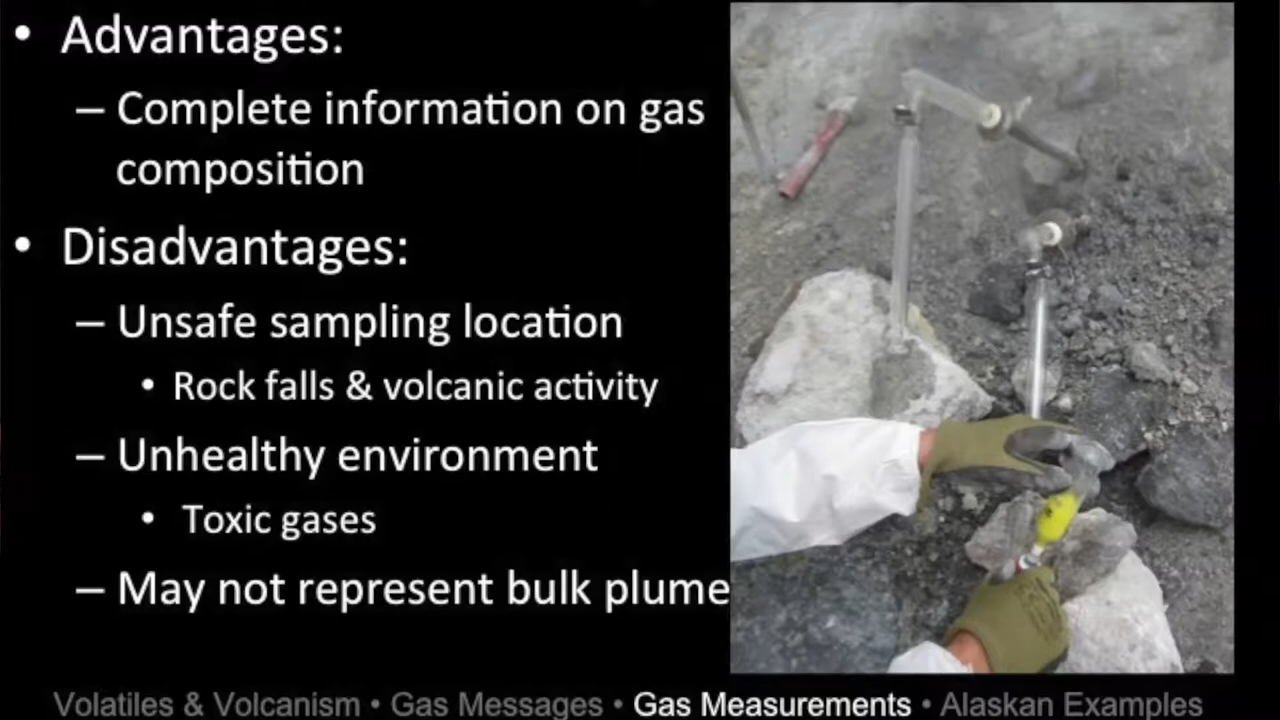 • Advantages:
– Complete information on gas
composition
• Disadvantages:
– Unsafe sampling location
• Rock falls & volcanic activity
– Unhealthy environment
• Toxic gases
– May not represent bulk plume
Volatiles & Volcanism • Gas Messages • Gas Measurements • Alaskan Examples